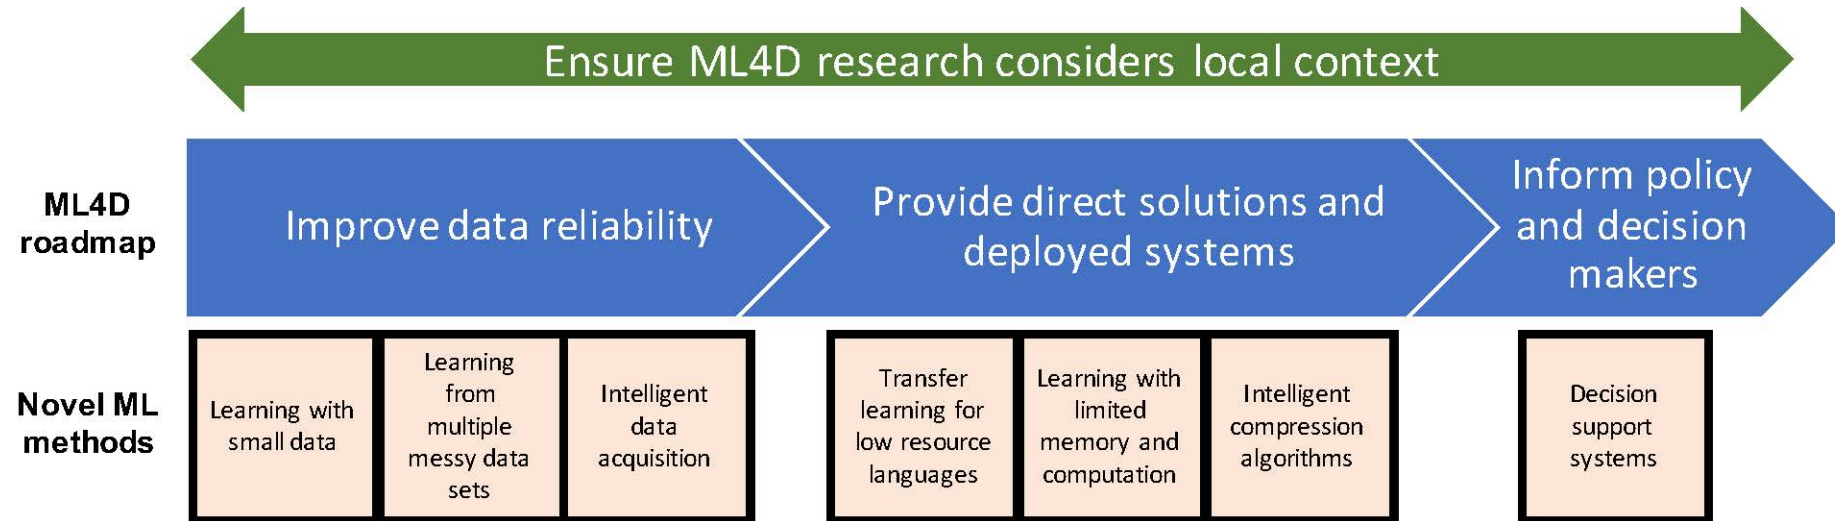 Ensure ML4D research considers local context
ML4D
roadmap
Improve data reliability
Provide direct solutions and
deployed systems
Inform policy
and decision
makers
Novel ML
methods
Learning with
small data
Learning
from
multiple
messy data
sets
Intelligent
data
acquisition
Transfer
learning for
low resource
languages
Learning with
limited
memory and
computation
Intelligent
compression
algorithms
Decision
support
systems